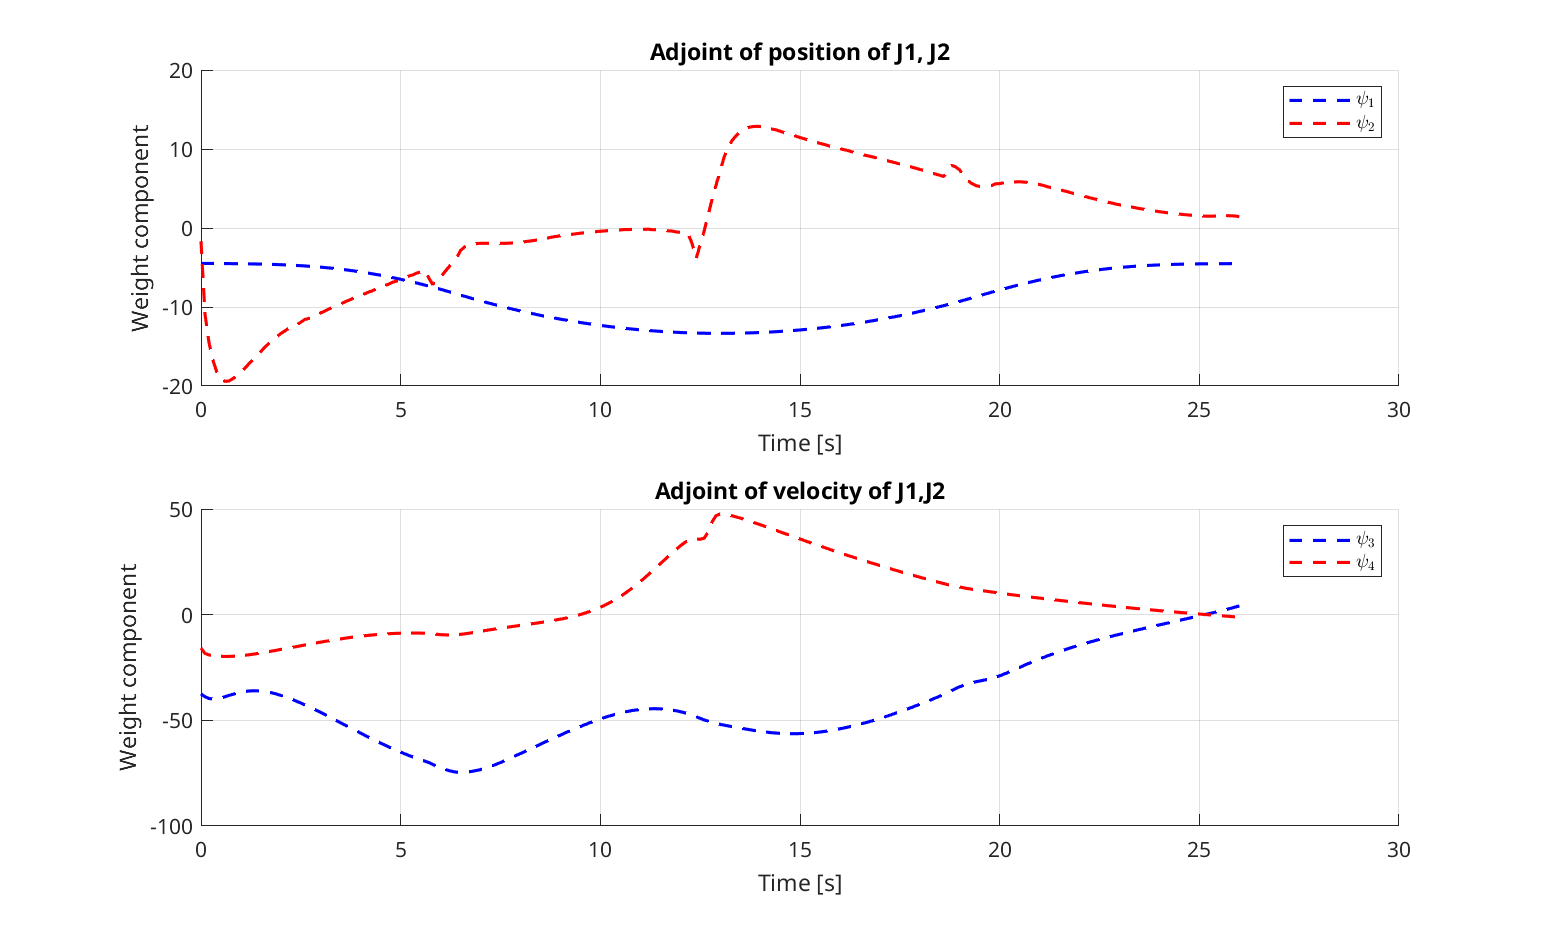 Adjoint of position of J1, J2
20
10
0
-10
-20
Weight component
ψ₁
ψ₂
0 5 10 15 20 25 30
Time [s]
Adjoint of velocity of J1,J2
50
0
-50
-100
Weight component
ψ₃
ψ₄
0 5 10 15 20 25 30
Time [s]